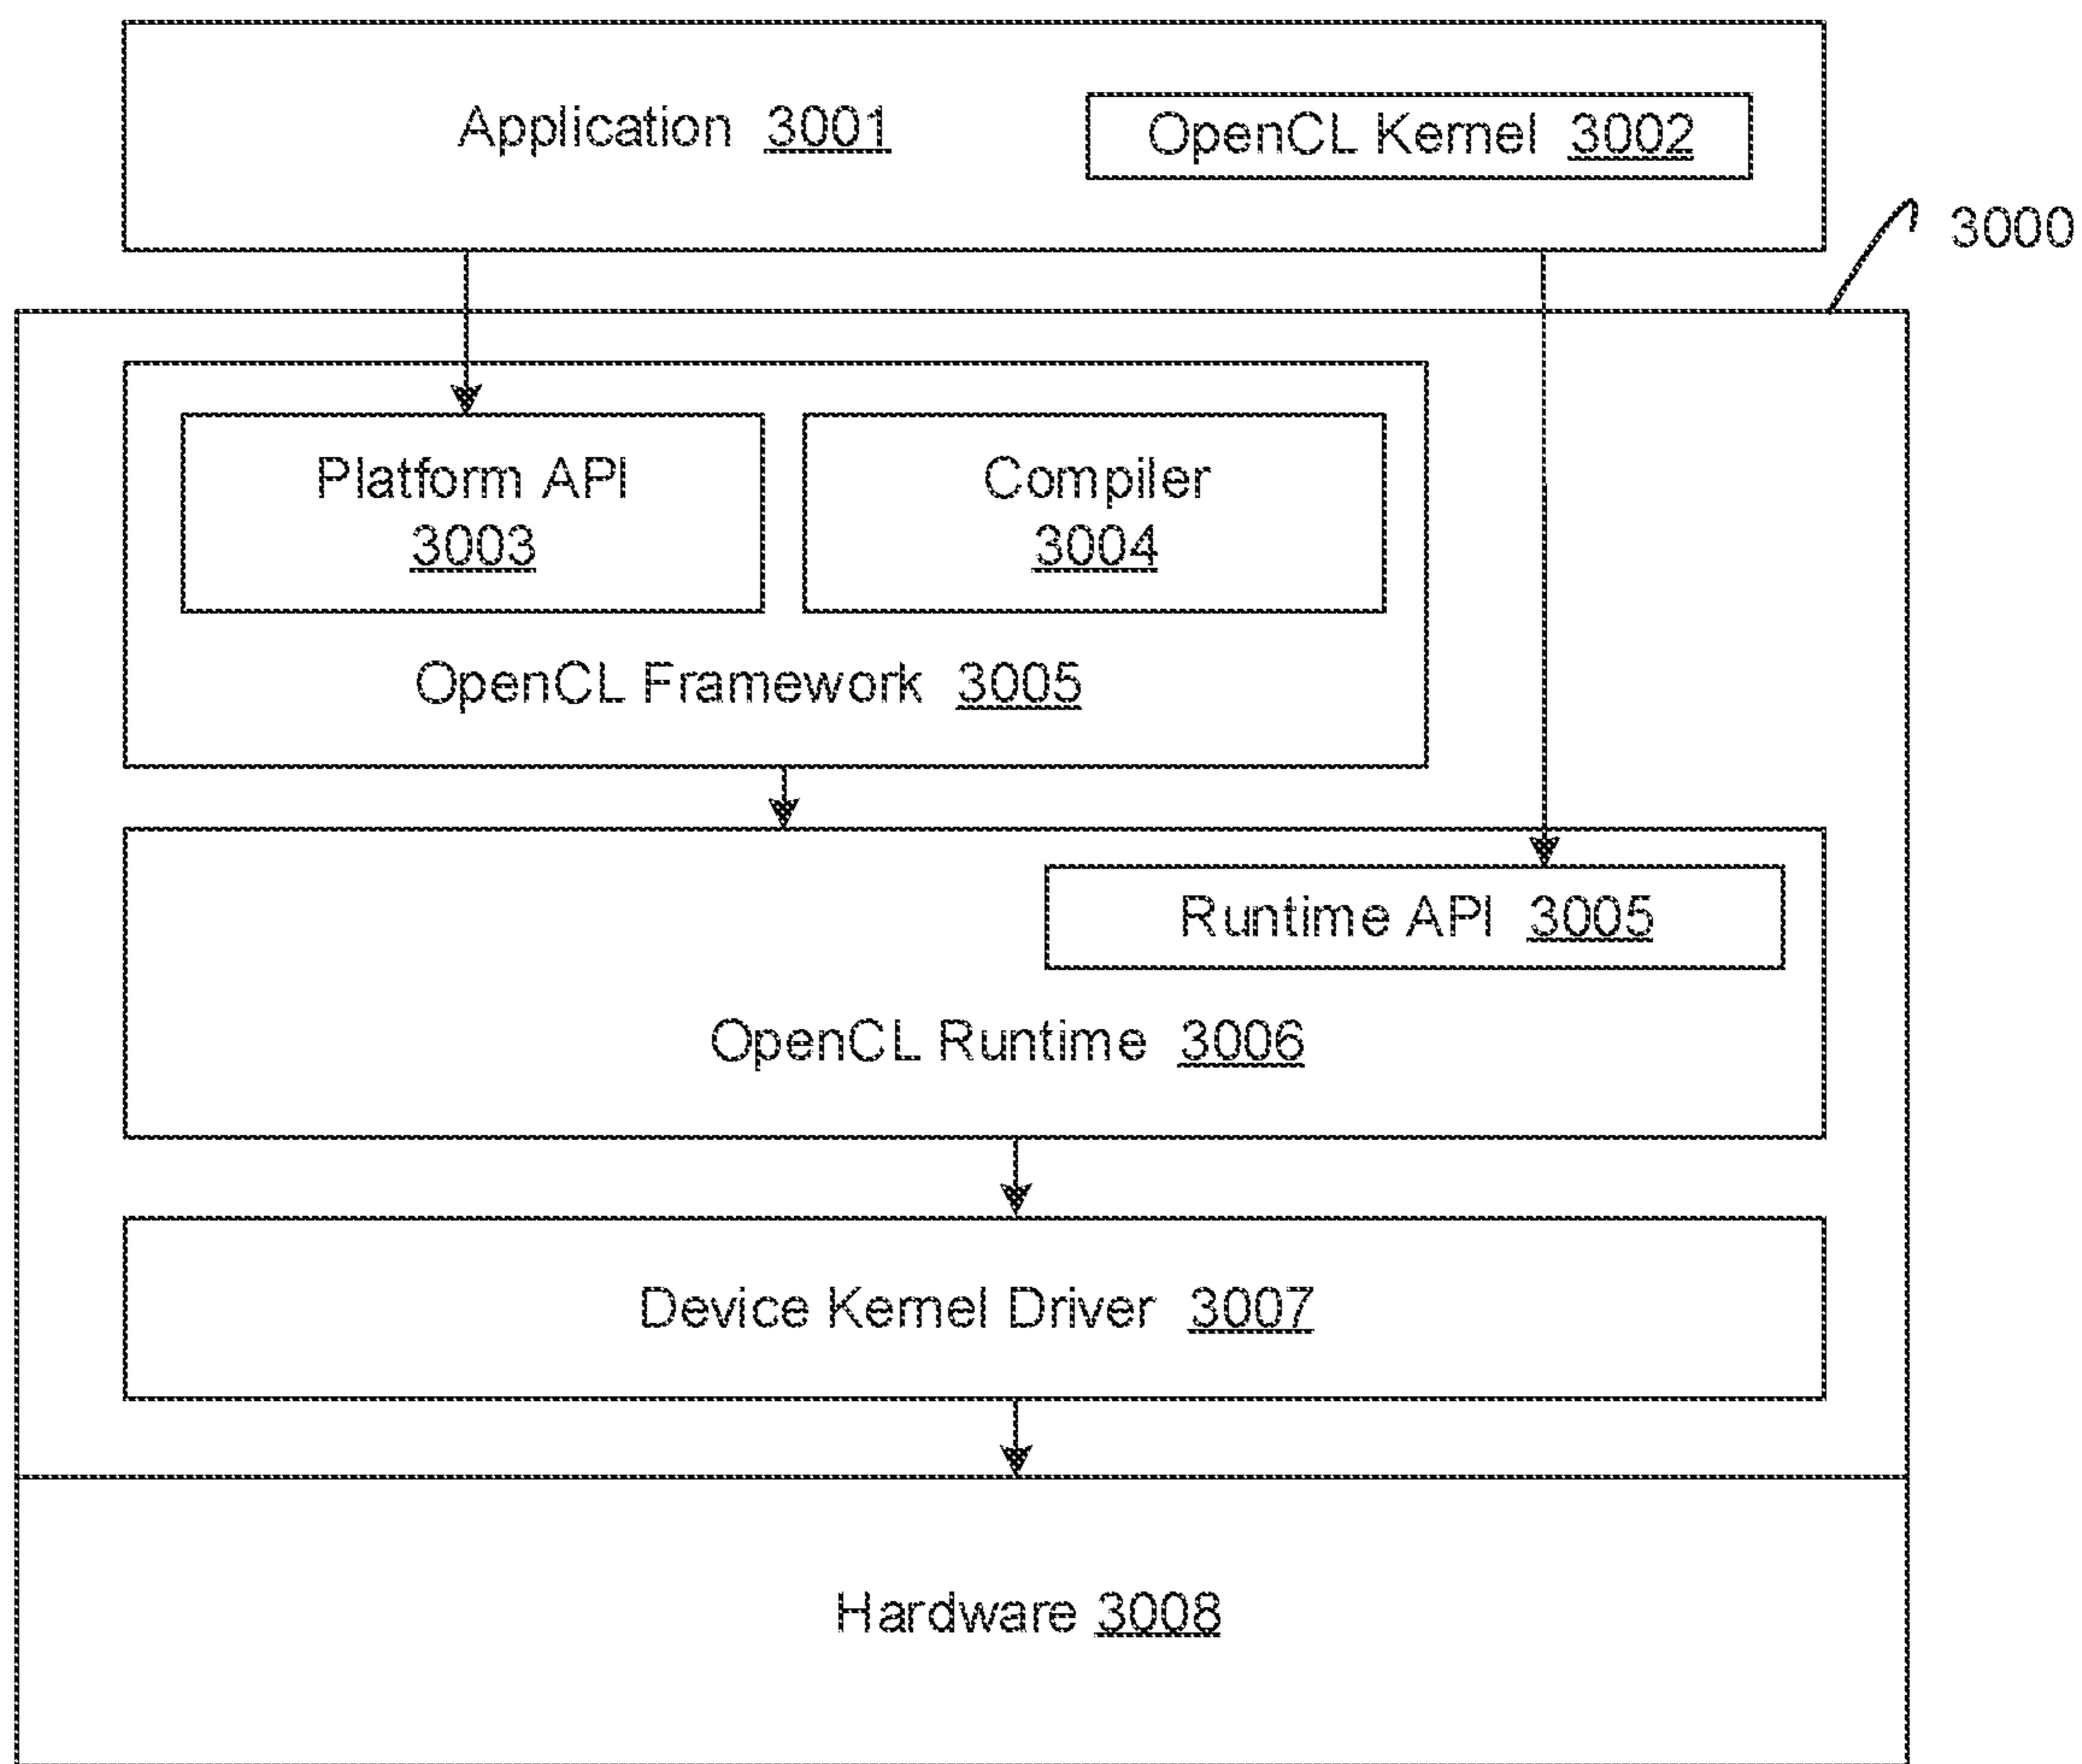 Application 3001
OpenCL Kernel 3002
3000
Platform API
3003
Compiler
3004
OpenCL Framework 3005
Runtime API 3005
OpenCL Runtime 3006
Device Kernel Driver 3007
Hardware 3008